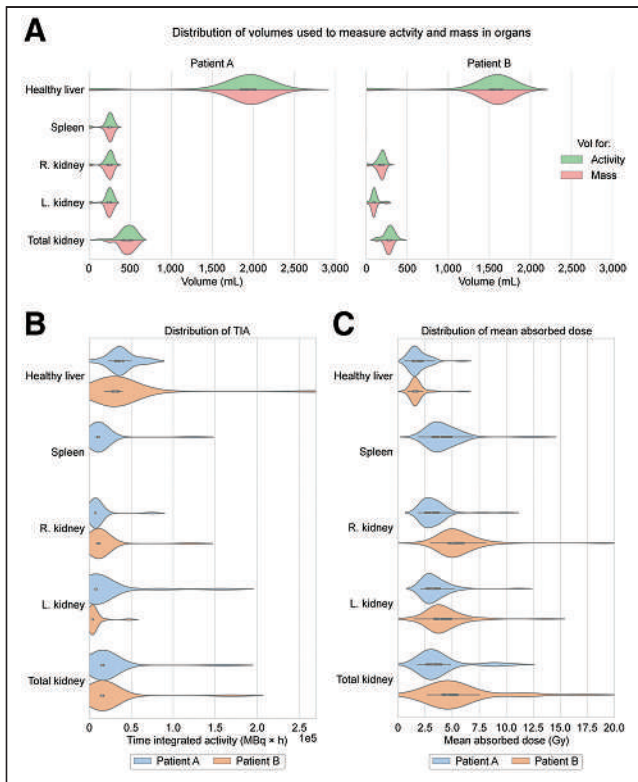 A
Distribution of volumes used to measure actvity and mass in organs
Patient A
Patient B
Healthy liver
Spleen
R. kidney
L. kidney
Total kidney
Vol for:
Activity
Mass
0 500 1,000 1,500 2,000 2,500 3,000
Volume (mL)
0 500 1,000 1,500 2,000 2,500 3,000
Volume (mL)
B
Distribution of TIA
Healthy liver
Spleen
R. kidney
L. kidney
Total kidney
0.0 0.5 1.0 1.5 2.0 2.5
Time integrated activity (MBq × h) 1e5
Patient A Patient B
C
Distribution of mean absorbed dose
Healthy liver
Spleen
R. kidney
L. kidney
Total kidney
0.0 2.5 5.0 7.5 10.0 12.5 15.0 17.5 20.0
Mean absorbed dose (Gy)
Patient A Patient B